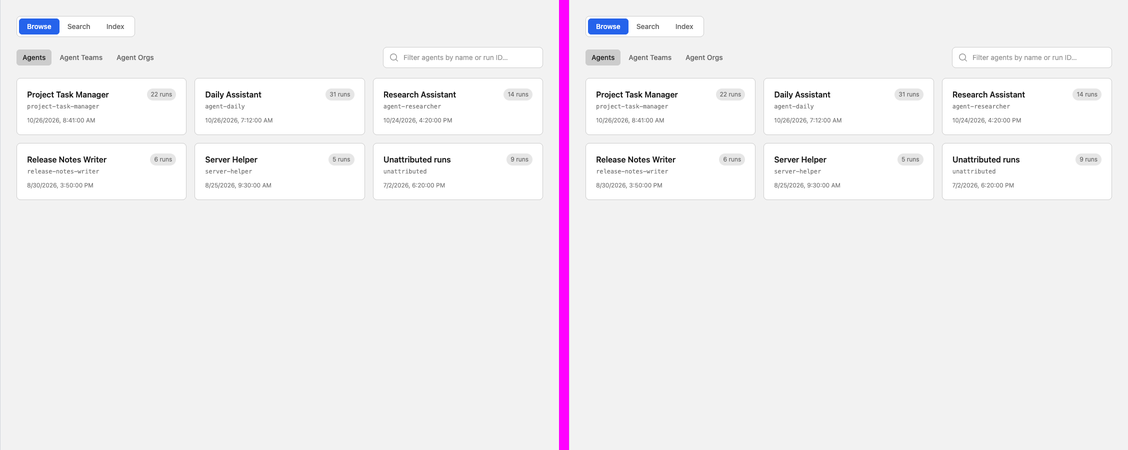 Browse Search Index
Agents Agent Teams Agent Orgs Filter agents by name or run ID...
Project Task Manager 22 runs Daily Assistant 31 runs Research Assistant 14 runs
project-task-manager agent-daily agent-researcher
10/26/2026, 8:41:00 AM 10/26/2026, 7:12:00 AM 10/24/2026, 4:20:00 PM
Release Notes Writer 6 runs Server Helper 5 runs Unattributed runs 9 runs
release-notes-writer server-helper unattributed
8/30/2026, 3:50:00 PM 8/25/2026, 9:30:00 AM 7/2/2026, 6:20:00 PM
Browse Search Index
Agents Agent Teams Agent Orgs Filter agents by name or run ID...
Project Task Manager 22 runs Daily Assistant 31 runs Research Assistant 14 runs
project-task-manager agent-daily agent-researcher
10/26/2026, 8:41:00 AM 10/26/2026, 7:12:00 AM 10/24/2026, 4:20:00 PM
Release Notes Writer 6 runs Server Helper 5 runs Unattributed runs 9 runs
release-notes-writer server-helper unattributed
8/30/2026, 3:50:00 PM 8/25/2026, 9:30:00 AM 7/2/2026, 6:20:00 PM